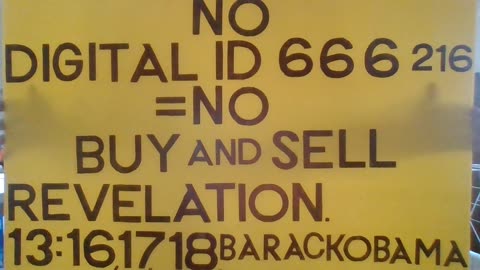 NO
DIGITAL ID 666 216
=NO
BUY AND SELL
REVELATION.
13:16,17,18 BARACKOBAMA